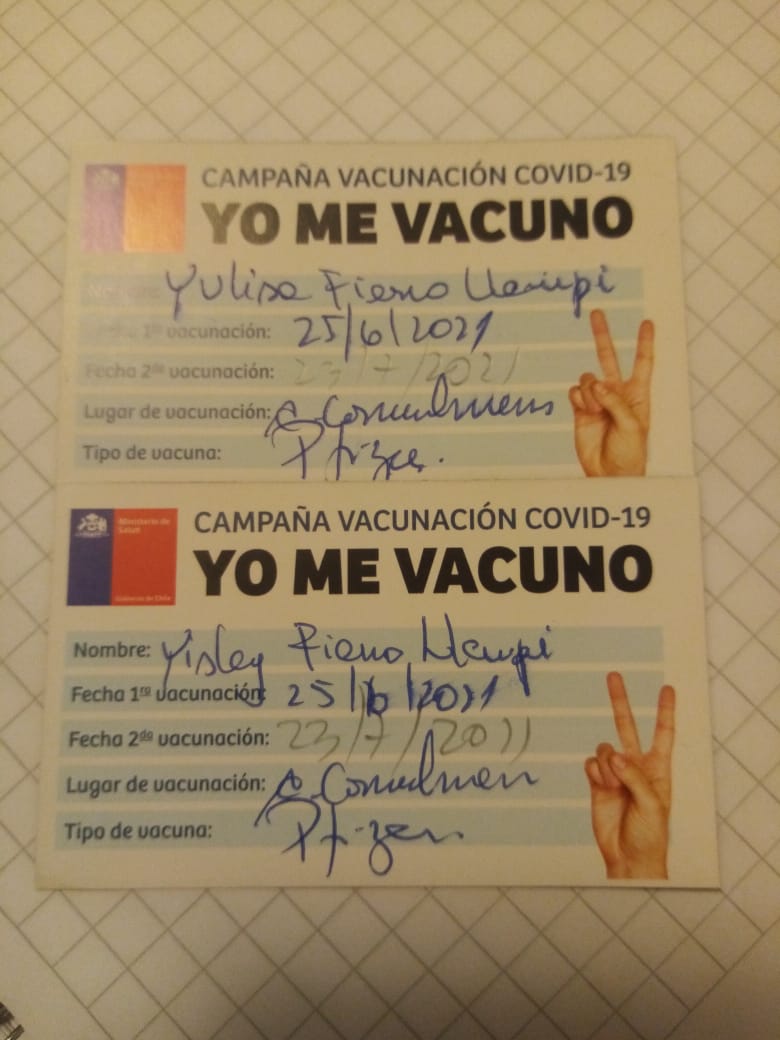 CAMPAÑA VACUNACIÓN COVID-19
YO ME VACUNO
Nombre: Yulisa Fierro
Fecha 1ra vacunación: 25/6/2021
Fecha 2da vacunación: 23/7/2021
Lugar de vacunación:
Tipo de vacuna: Pfizer.
Ministerio de
Salud
Gobierno de Chile
CAMPAÑA VACUNACIÓN COVID-19
YO ME VACUNO
Nombre: Yisley Fierro
Fecha 1ra vacunación: 25/6/2021
Fecha 2da vacunación: 23/7/2021
Lugar de vacunación:
Tipo de vacuna: Pfizer